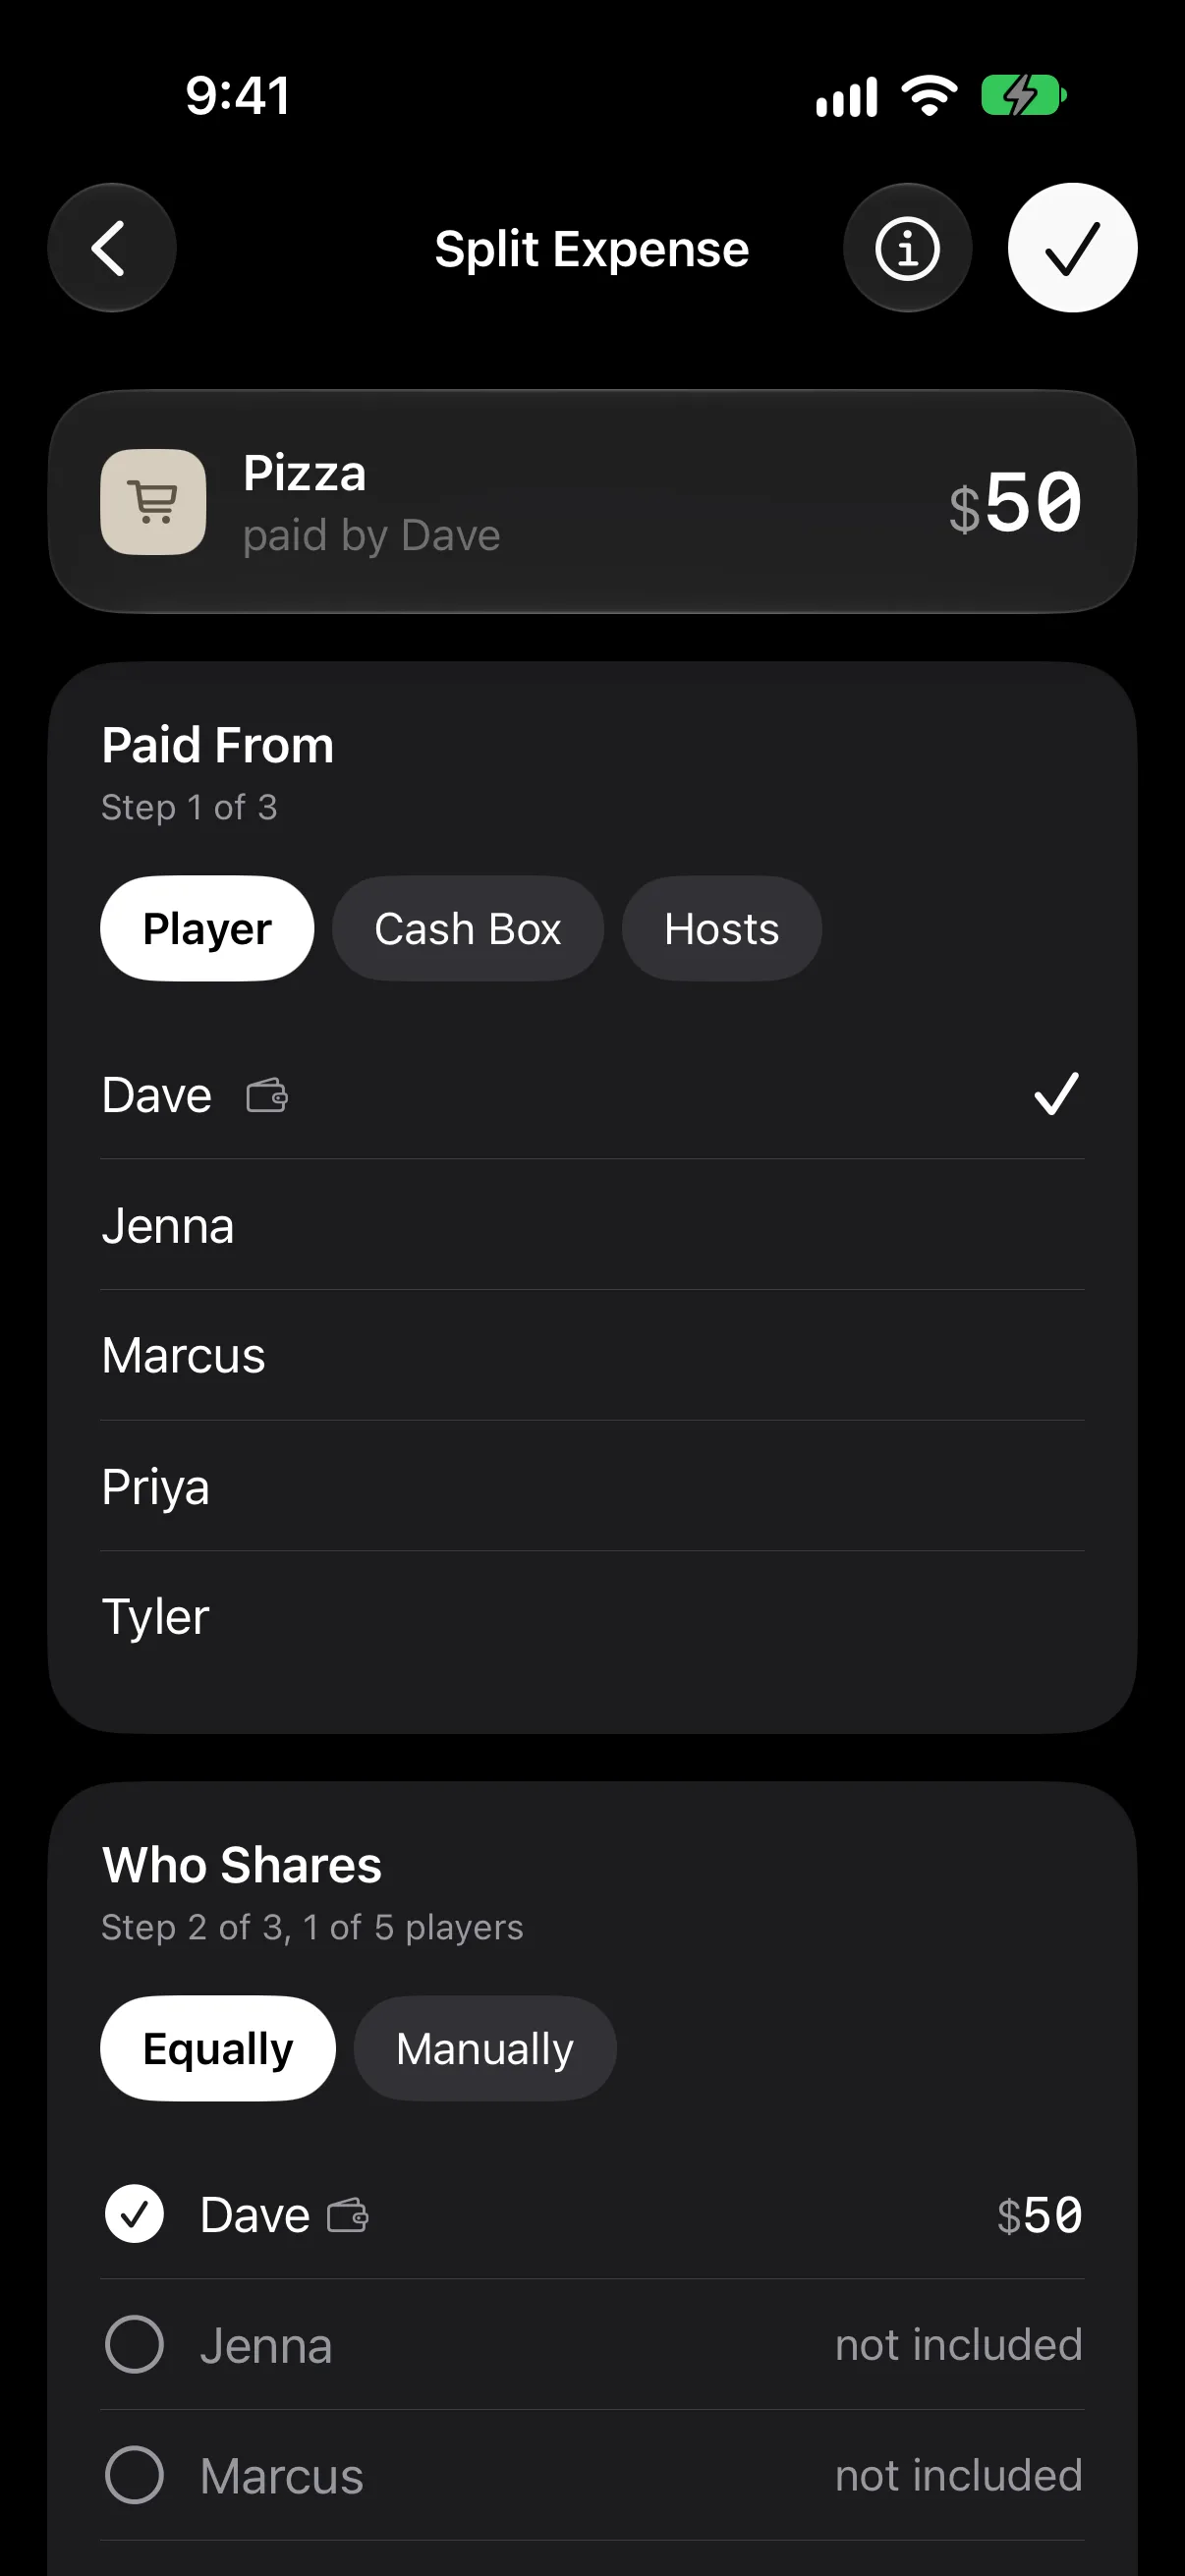 9:41
Split Expense
Pizza
paid by Dave
$50
Paid From
Step 1 of 3
Player
Cash Box
Hosts
Dave
Jenna
Marcus
Priya
Tyler
Who Shares
Step 2 of 3, 1 of 5 players
Equally
Manually
Dave
$50
Jenna
not included
Marcus
not included